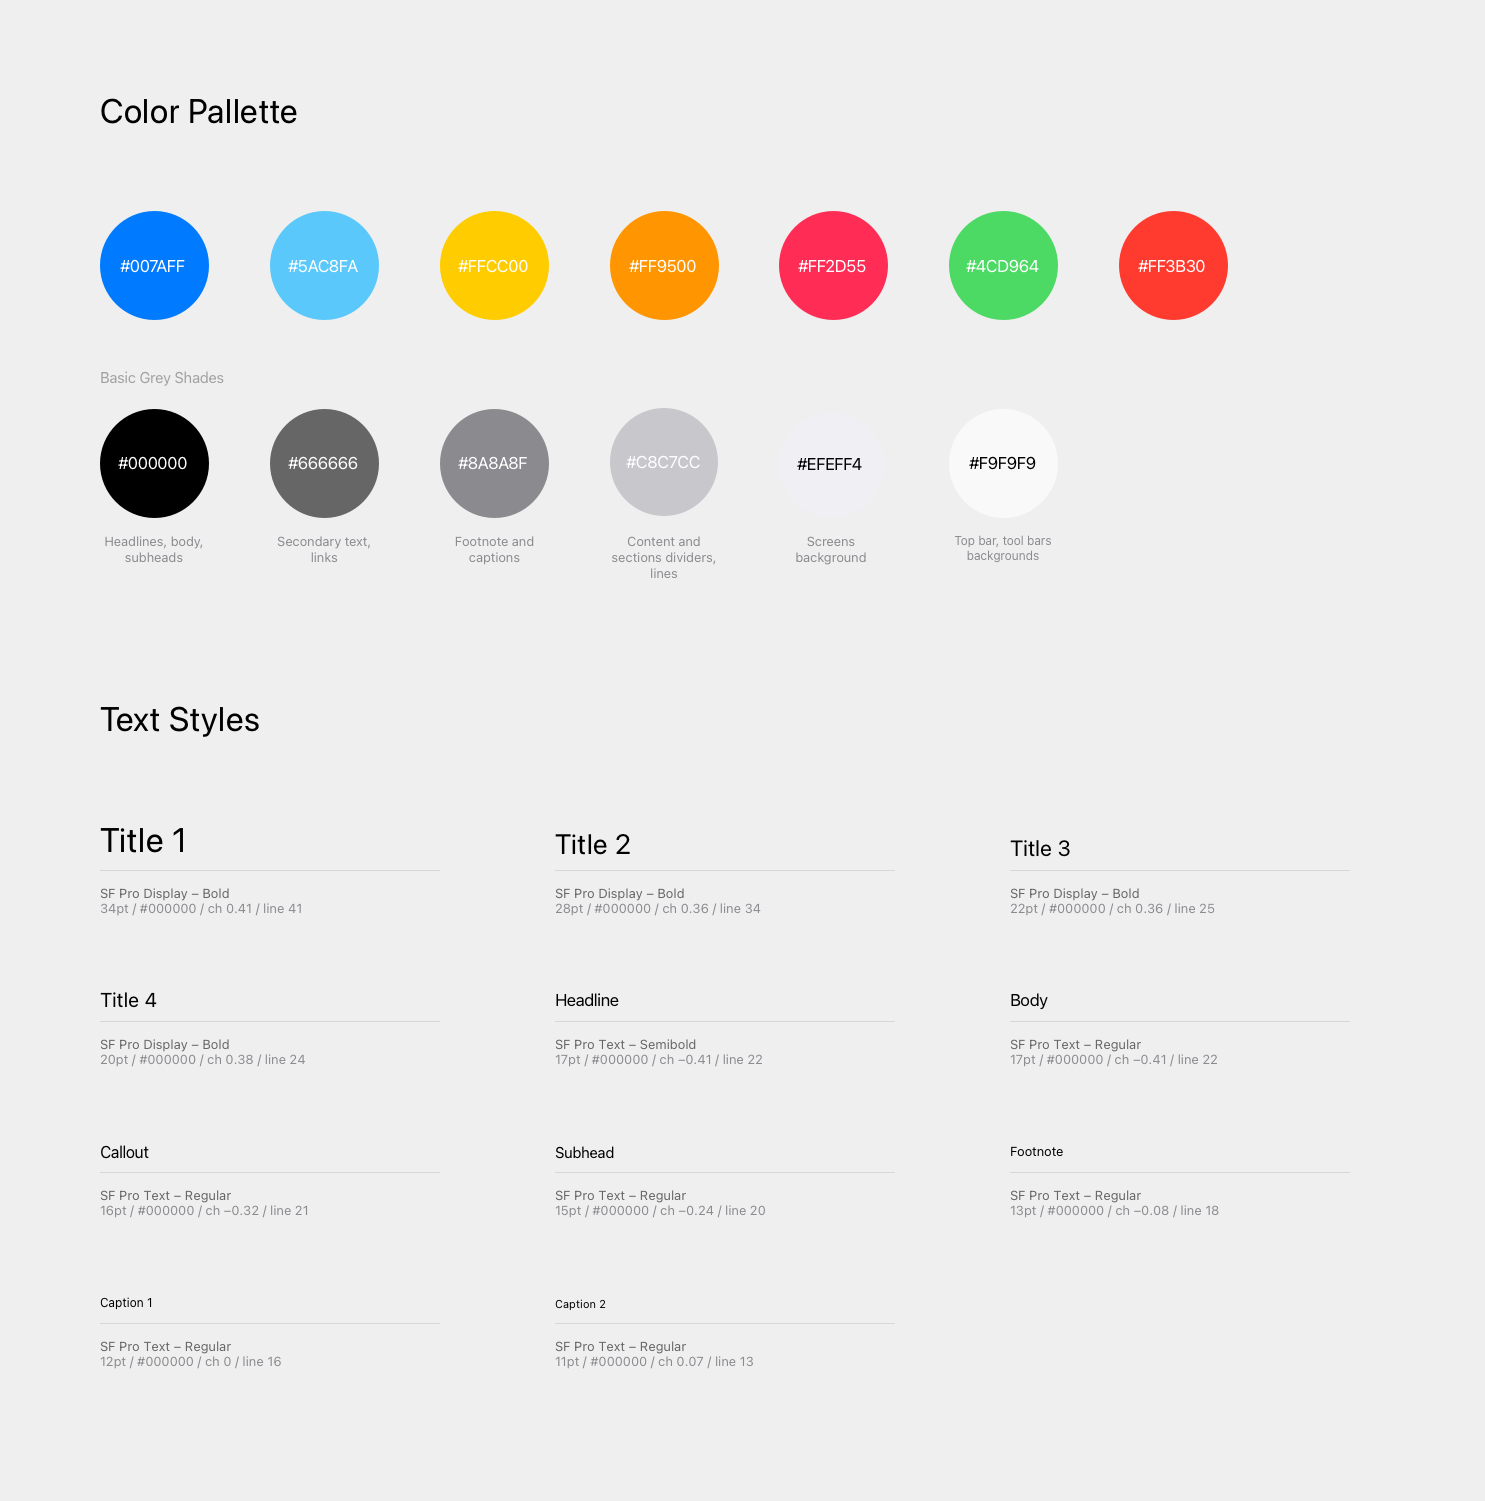 Color Pallette
#007AFF
#5AC8FA
#FFCC00
#FF9500
#FF2D55
#4CD964
#FF3B30
Basic Grey Shades
#000000
#666666
#8A8A8F
#C8C7CC
#EFEFF4
#F9F9F9
Headlines, body,
subheads
Secondary text,
links
Footnote and
captions
Content and
sections dividers,
lines
Screens
background
Top bar, tool bars
backgrounds
Text Styles
Title 1
SF Pro Display – Bold
34pt / #000000 / ch 0.41 / line 41
Title 2
SF Pro Display – Bold
28pt / #000000 / ch 0.36 / line 34
Title 3
SF Pro Display – Bold
22pt / #000000 / ch 0.36 / line 25
Title 4
SF Pro Display – Bold
20pt / #000000 / ch 0.38 / line 24
Headline
SF Pro Text – Semibold
17pt / #000000 / ch –0.41 / line 22
Body
SF Pro Text – Regular
17pt / #000000 / ch –0.41 / line 22
Callout
SF Pro Text – Regular
16pt / #000000 / ch –0.32 / line 21
Subhead
SF Pro Text – Regular
15pt / #000000 / ch –0.24 / line 20
Footnote
SF Pro Text – Regular
13pt / #000000 / ch –0.08 / line 18
Caption 1
SF Pro Text – Regular
12pt / #000000 / ch 0 / line 16
Caption 2
SF Pro Text – Regular
11pt / #000000 / ch 0.07 / line 13